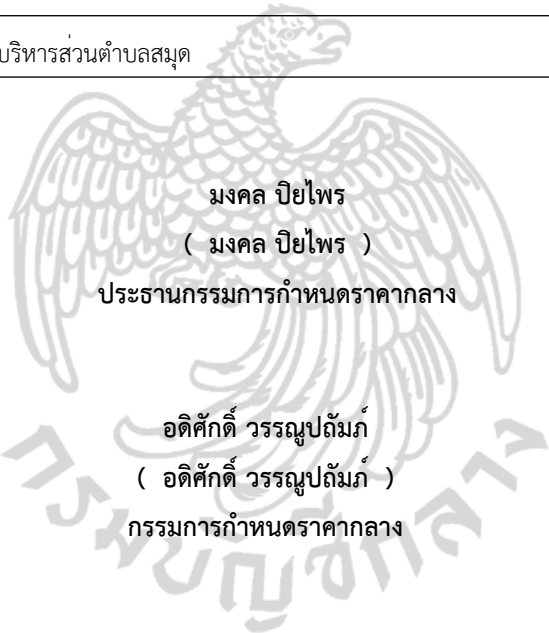 บริหารส่วนตำบลสมุด
มงคล ปิยไพร
( มงคล ปิยไพร )
ประธานกรรมการกำหนดราคากลาง
อดิศักดิ์ วรรณูปถัมภ์
( อดิศักดิ์ วรรณูปถัมภ์ )
กรรมการกำหนดราคากลาง
กรมบัญชีกลาง